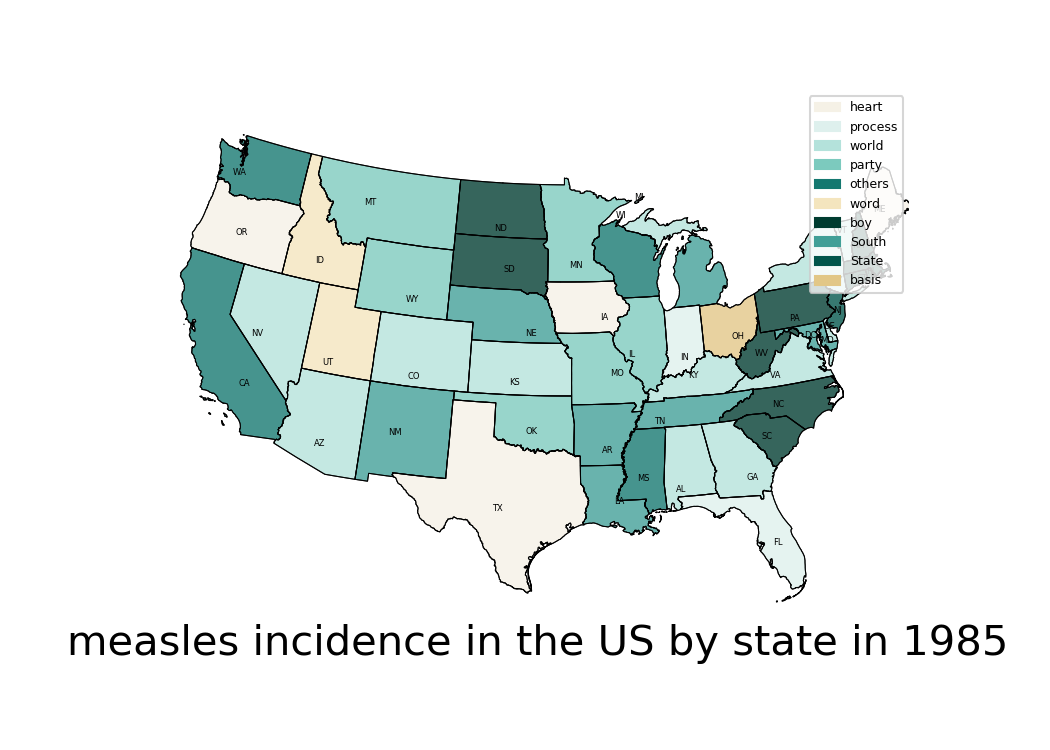 heart
process
world
party
others
word
boy
South
State
basis
WA
MT
ND
MN
WI
MI
ME
OR
ID
SD
WY
IA
NE
NV
UT
CO
KS
MO
IL
IN
OH
PA
NJ
WV
VA
KY
CA
AZ
NM
OK
AR
TN
NC
SC
MS
AL
GA
LA
TX
FL
measles incidence in the US by state in 1985